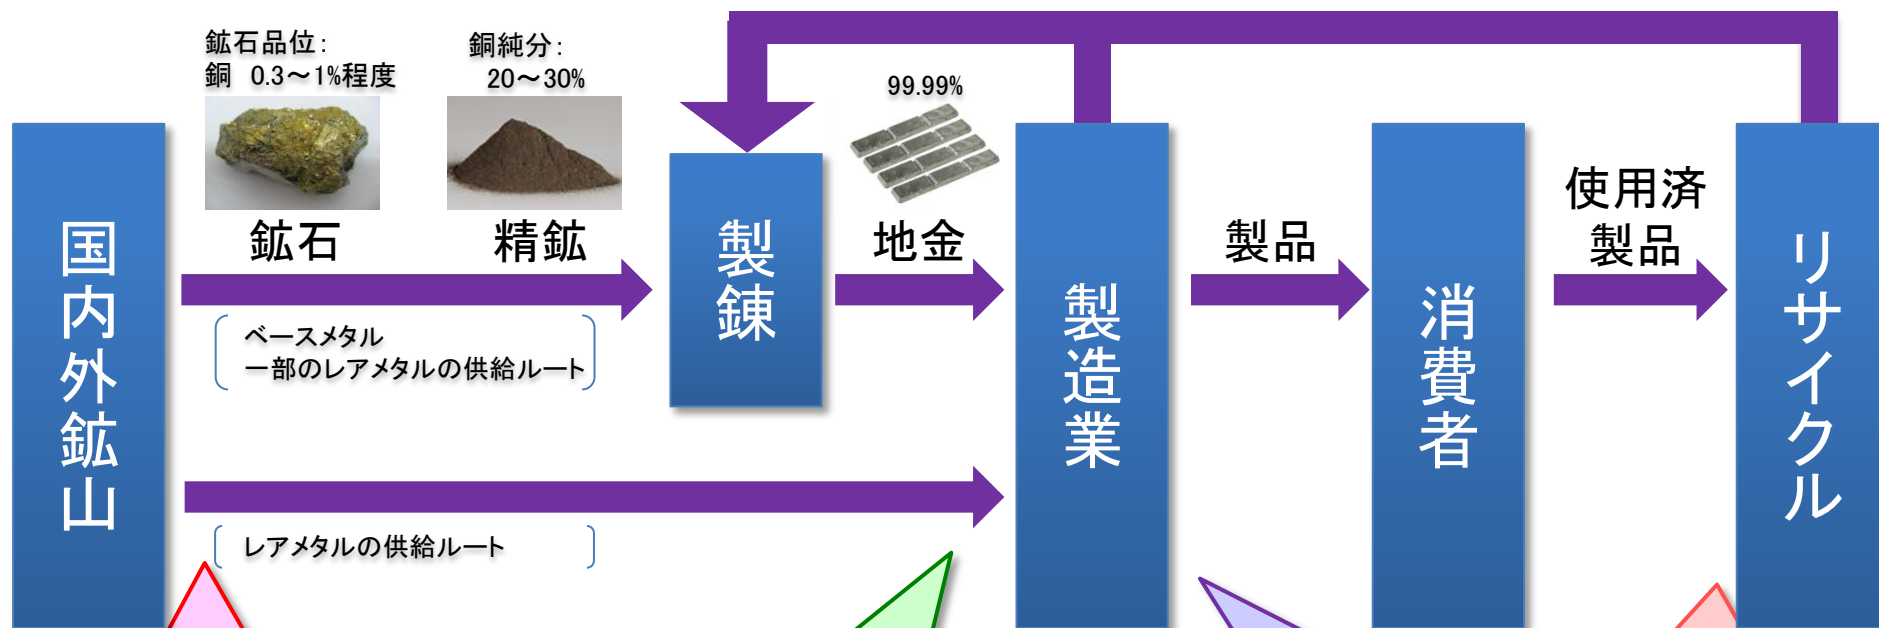 鉱石品位：
銅　0.3～1%程度
銅純分：
20～30%
99.99%
鉱石
精鉱
地金
製品
使用済
製品
国内外鉱山
製錬
製造業
消費者
リサイクル
ベースメタル
一部のレアメタルの供給ルート
レアメタルの供給ルート